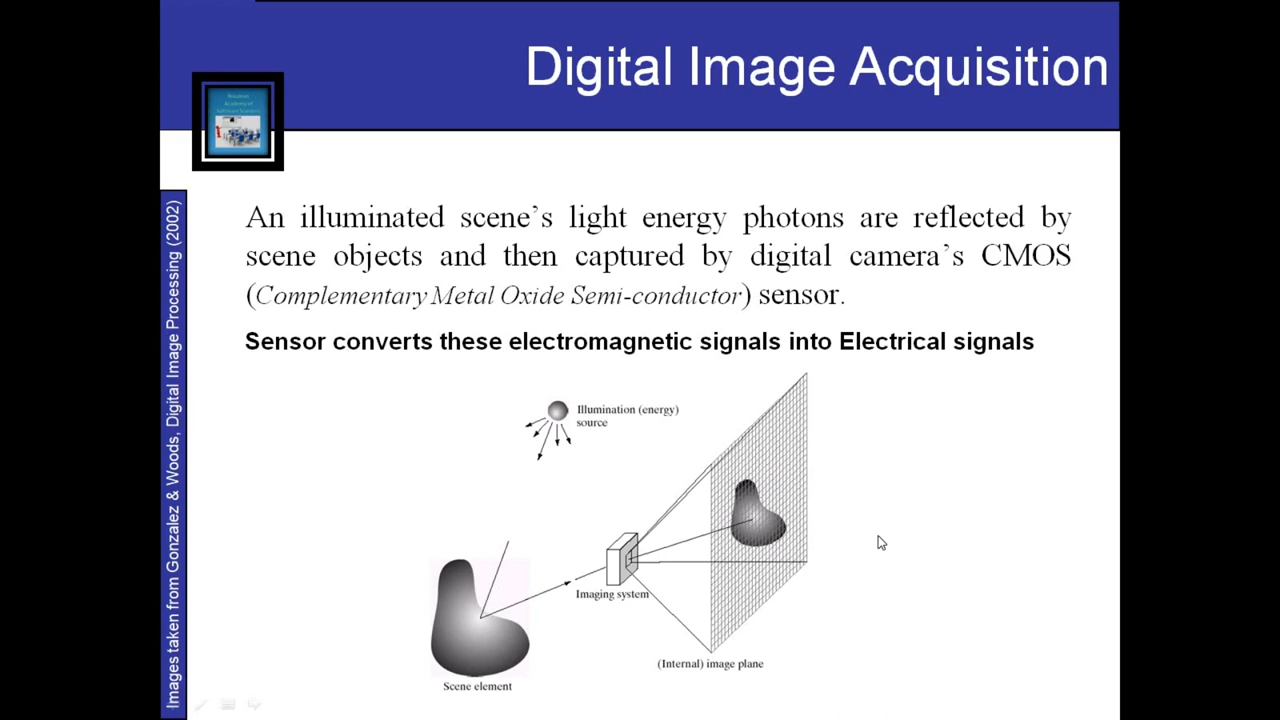 Digital Image Acquisition
Academy of
An illuminated scene's light energy photons are reflected by
scene objects and then captured by digital camera's CMOS
(Complementary Metal Oxide Semi-conductor) sensor.
Sensor converts these electromagnetic signals into Electrical signals
Illumination (energy)
source
Imaging system
(Internal) image plane
Scene element
Images taken from Gonzalez & Woods, Digital Image Processing (2002)